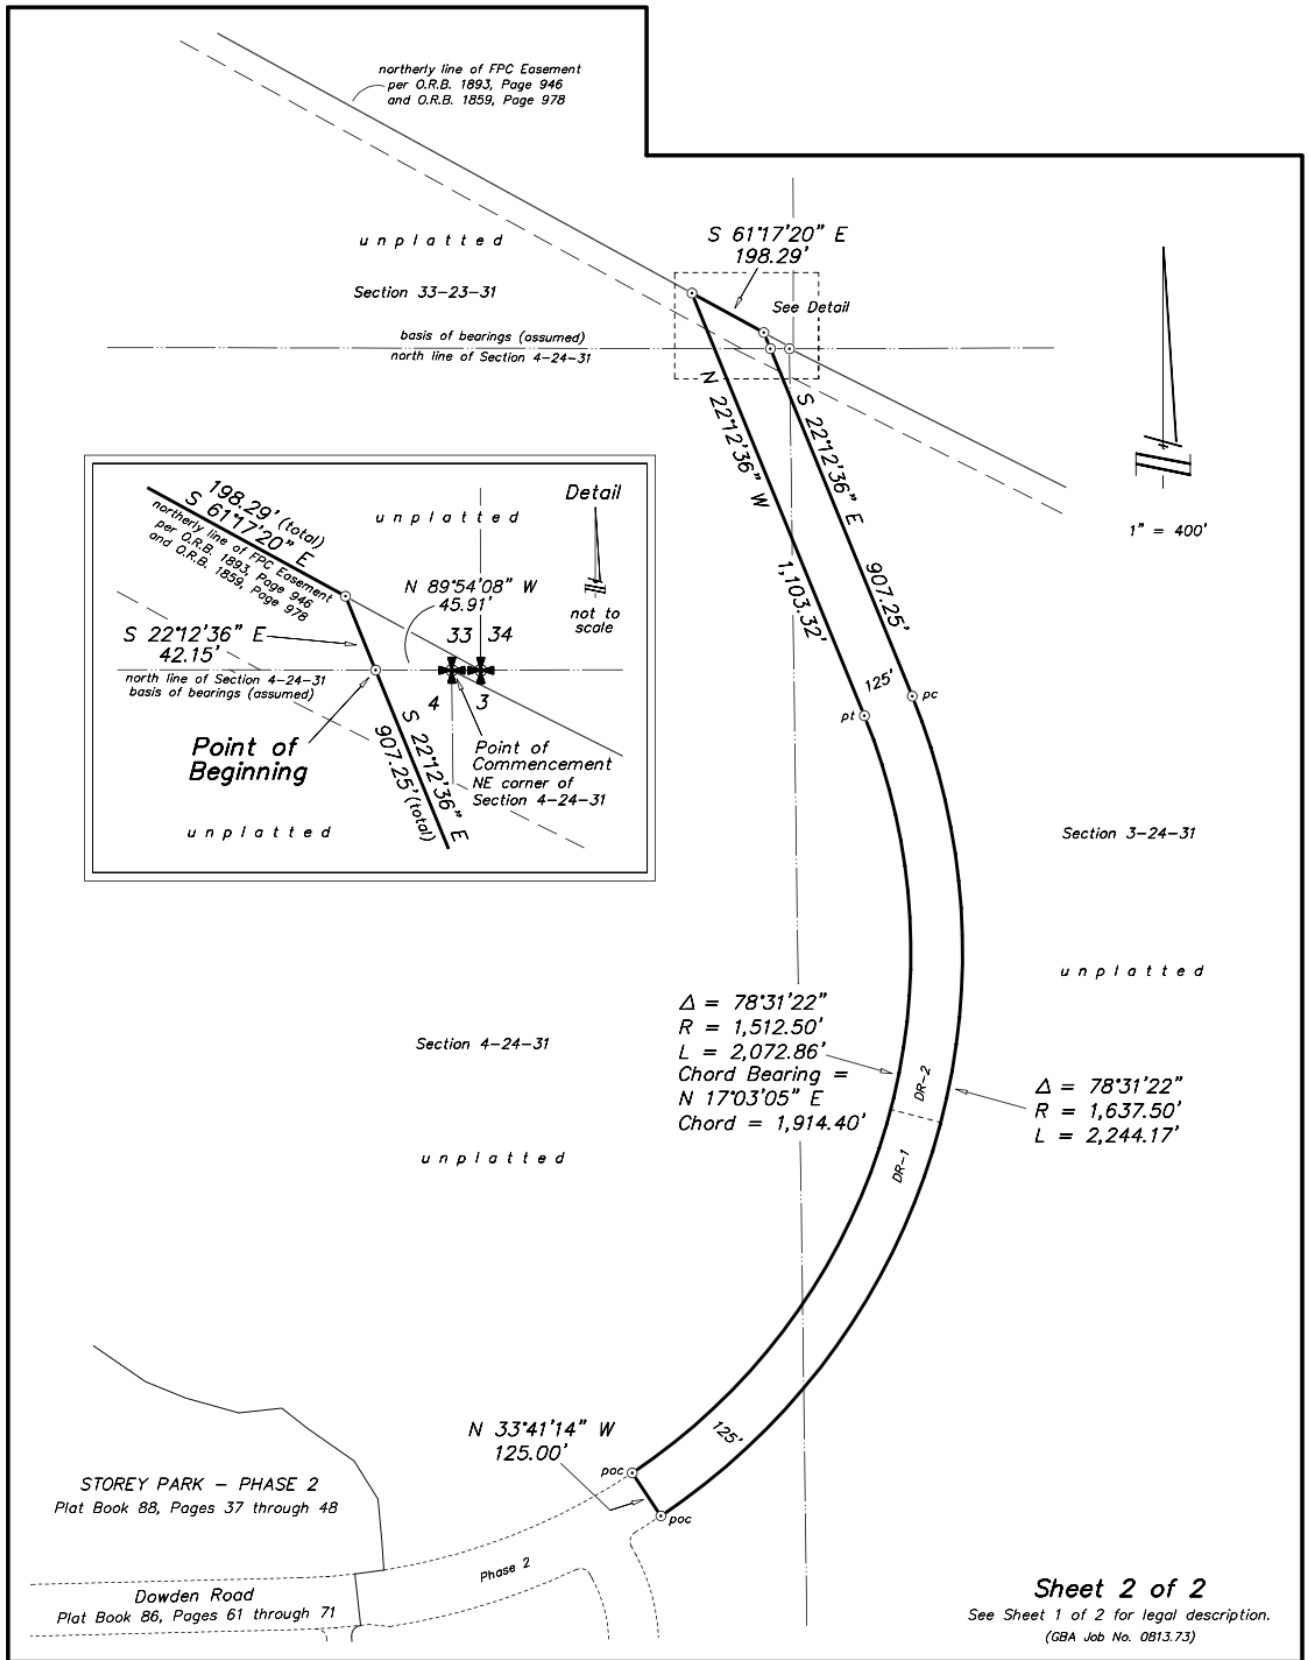 northerly line of FPC Easement
per O.R.B. 1893, Page 946
and O.R.B. 1859, Page 978
unplatted
S 61°17'20" E
198.29'
Section 33-23-31
See Detail
basis of bearings (assumed)
north line of Section 4-24-31
N 22°12'36" W
1,103.32'
S 22°12'36" E
907.25'
1" = 400'
Detail
198.29' (total)
S 61°17'20" E
northerly line of FPC Easement
per O.R.B. 1893, Page 946
and O.R.B. 1859, Page 978
unplatted
N 89°54'08" W
45.91'
not to
scale
33
34
S 22°12'36" E
42.15'
north line of Section 4-24-31
basis of bearings (assumed)
4
3
S 22°12'36" E
907.25' (total)
Point of
Beginning
Point of
Commencement
NE corner of
Section 4-24-31
unplatted
125'
pt
pc
Section 3-24-31
unplatted
Δ = 78°31'22"
R = 1,512.50'
L = 2,072.86'
Chord Bearing =
N 17°03'05" E
Chord = 1,914.40'
Section 4-24-31
DR-2
Δ = 78°31'22"
R = 1,637.50'
L = 2,244.17'
DR-1
unplatted
N 33°41'14" W
125.00'
125'
poc
poc
STOREY PARK - PHASE 2
Plat Book 88, Pages 37 through 48
Phase 2
Dowden Road
Plat Book 86, Pages 61 through 71
Sheet 2 of 2
See Sheet 1 of 2 for legal description.
(GBA Job No. 0813.73)